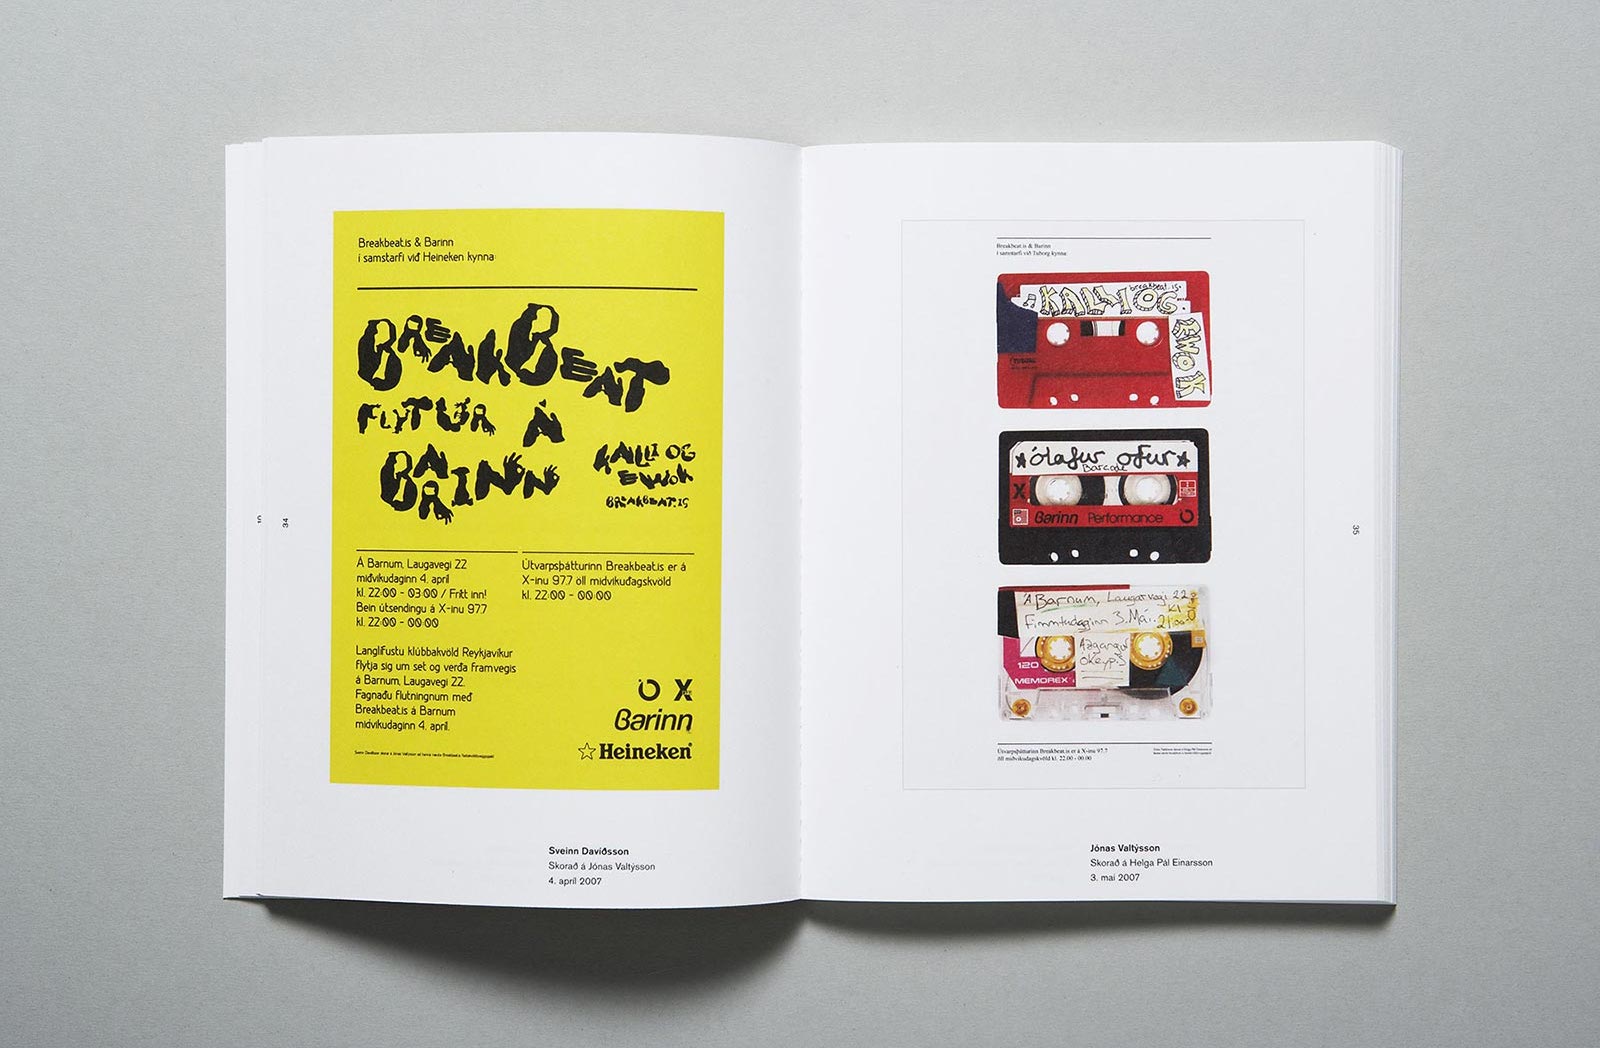 Breakbeat.is & Barinn
í samstarfi við Heineken kynna:
BREAKBEAT
FLYTUR Á
BARINN
KALLI OG
EWOK
BREAKBEAT.IS
Á Barnum, Laugavegi 22
miðvikudaginn 4. apríl
kl. 22:00 - 03:00 / Frítt inn!
Bein útsendingu á X-inu 97.7
kl. 22:00 - 00:00
Langlífustu klúbbakvöld Reykjavíkur
flytja sig um set og verða framvegis
á Barnum, Laugavegi 22.
Fagnaðu flutningnum með
Breakbeat.is á Barnum
miðvikudaginn 4. apríl.
Útvarpsþátturinn Breakbeat.is er á
X-inu 97.7 öll miðvikuđagskvöld
kl. 22:00 - 00:00
X
Barinn
Heineken
34
Sveinn Davíðsson
Skorað á Jónas Valtýsson
4. apríl 2007
Breakbeat.is & Barinn
í samstarfi við Tuborg kynna:
breakbeat.is.
KALLI OG
EWOK
ólafur ofur
Barcode
X
Barinn Performance
Á Barnum, Laugarvegi 22
Fimmtudaginn 3. Maí..
Kl
21:00
Aðgangur
Ókeypis
120
MEMOREX
Útvarpsþátturinn Breakbeat.is er á X-inu 97.7
öll miðvikudagskvöld kl. 22.00 - 00.00
35
Jónas Valtýsson
Skorað á Helga Pál Einarsson
3. maí 2007